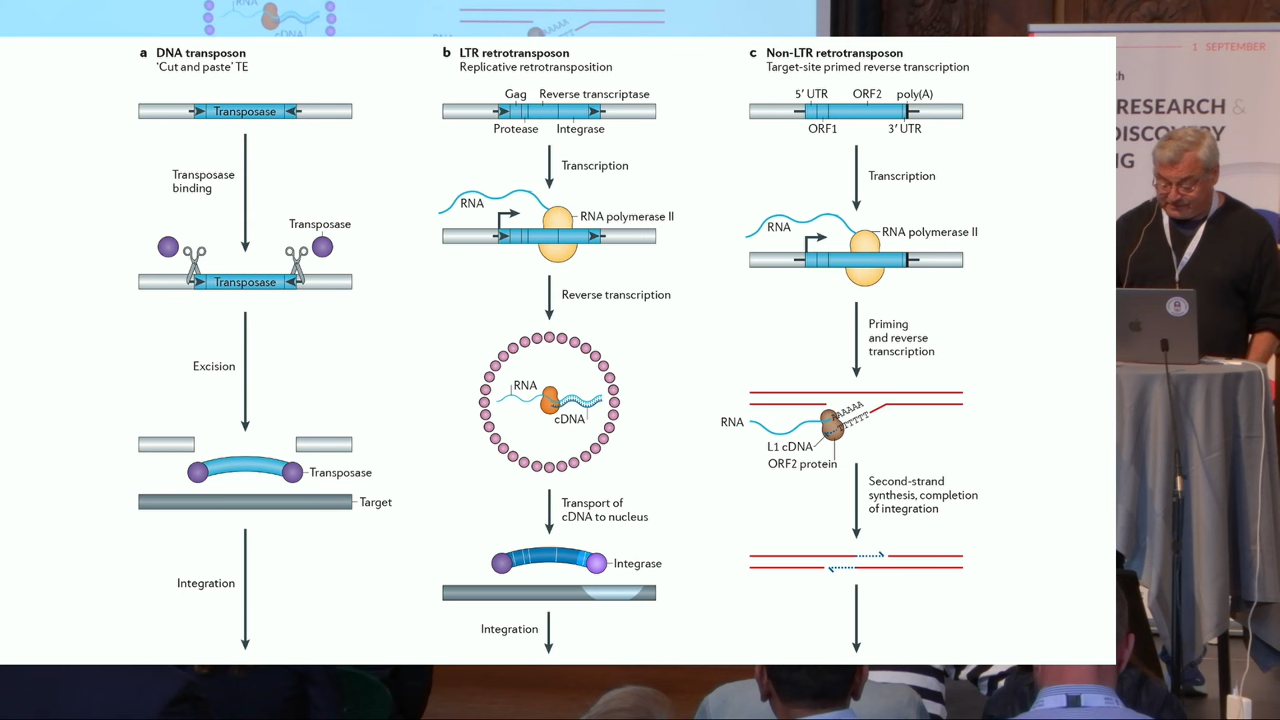 RNA
cDNA
AAAAA
a DNA transposon
'Cut and paste' TE
Transposase
Transposase
binding
Transposase
Transposase
Excision
Transposase
Target
Integration
b LTR retrotransposon
Replicative retrotransposition
Gag Reverse transcriptase
Protease Integrase
Transcription
RNA
RNA polymerase II
Reverse transcription
RNA
cDNA
Transport of
cDNA to nucleus
Integrase
Integration
c Non-LTR retrotransposon
Target-site primed reverse transcription
5′ UTR ORF2 poly(A)
ORF1 3′ UTR
Transcription
RNA
RNA polymerase II
Priming
and reverse
transcription
AAAAAA
TTTTTT
RNA
L1 cDNA
ORF2 protein
Second-strand
synthesis, completion
of integration
1 SEPTEMBER
RESEARCH &